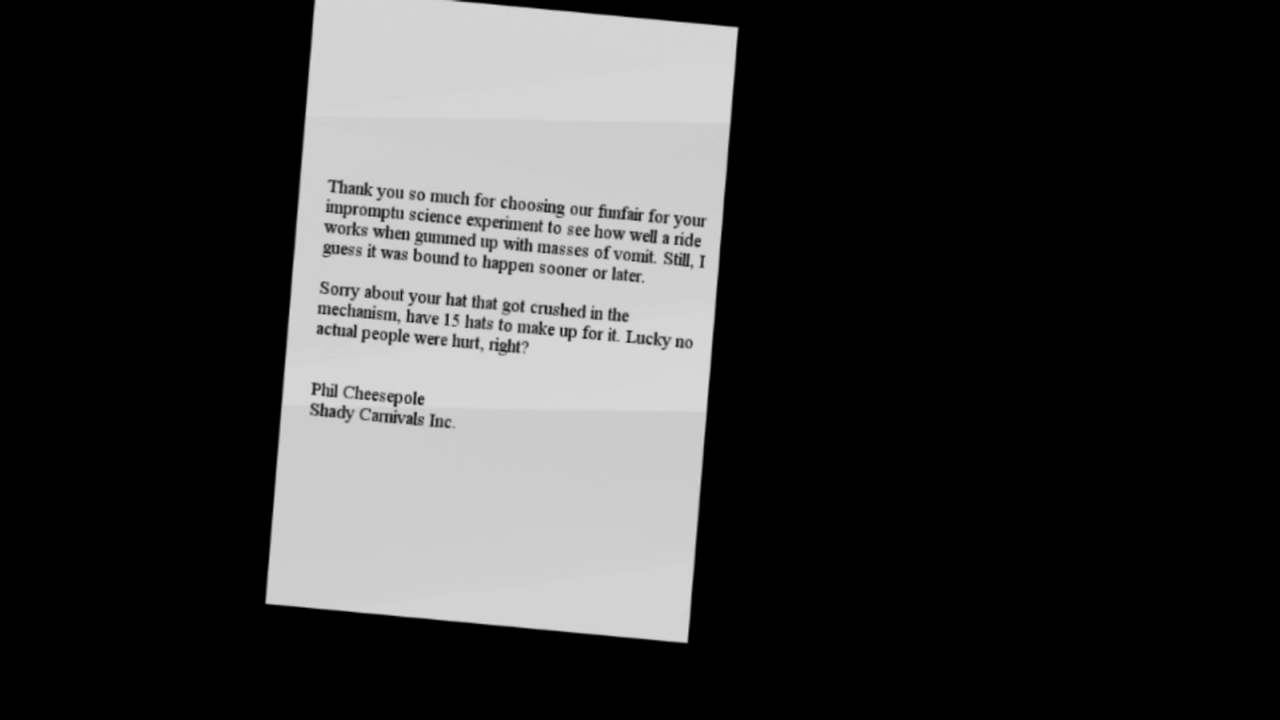 Thank you so much for choosing our funfair for your
impromptu science experiment to see how well a ride
works when gummed up with masses of vomit. Still, I
guess it was bound to happen sooner or later.
Sorry about your hat that got crushed in the
mechanism, have 15 hats to make up for it. Lucky no
actual people were hurt, right?
Phil Cheesepole
Shady Carnivals Inc.